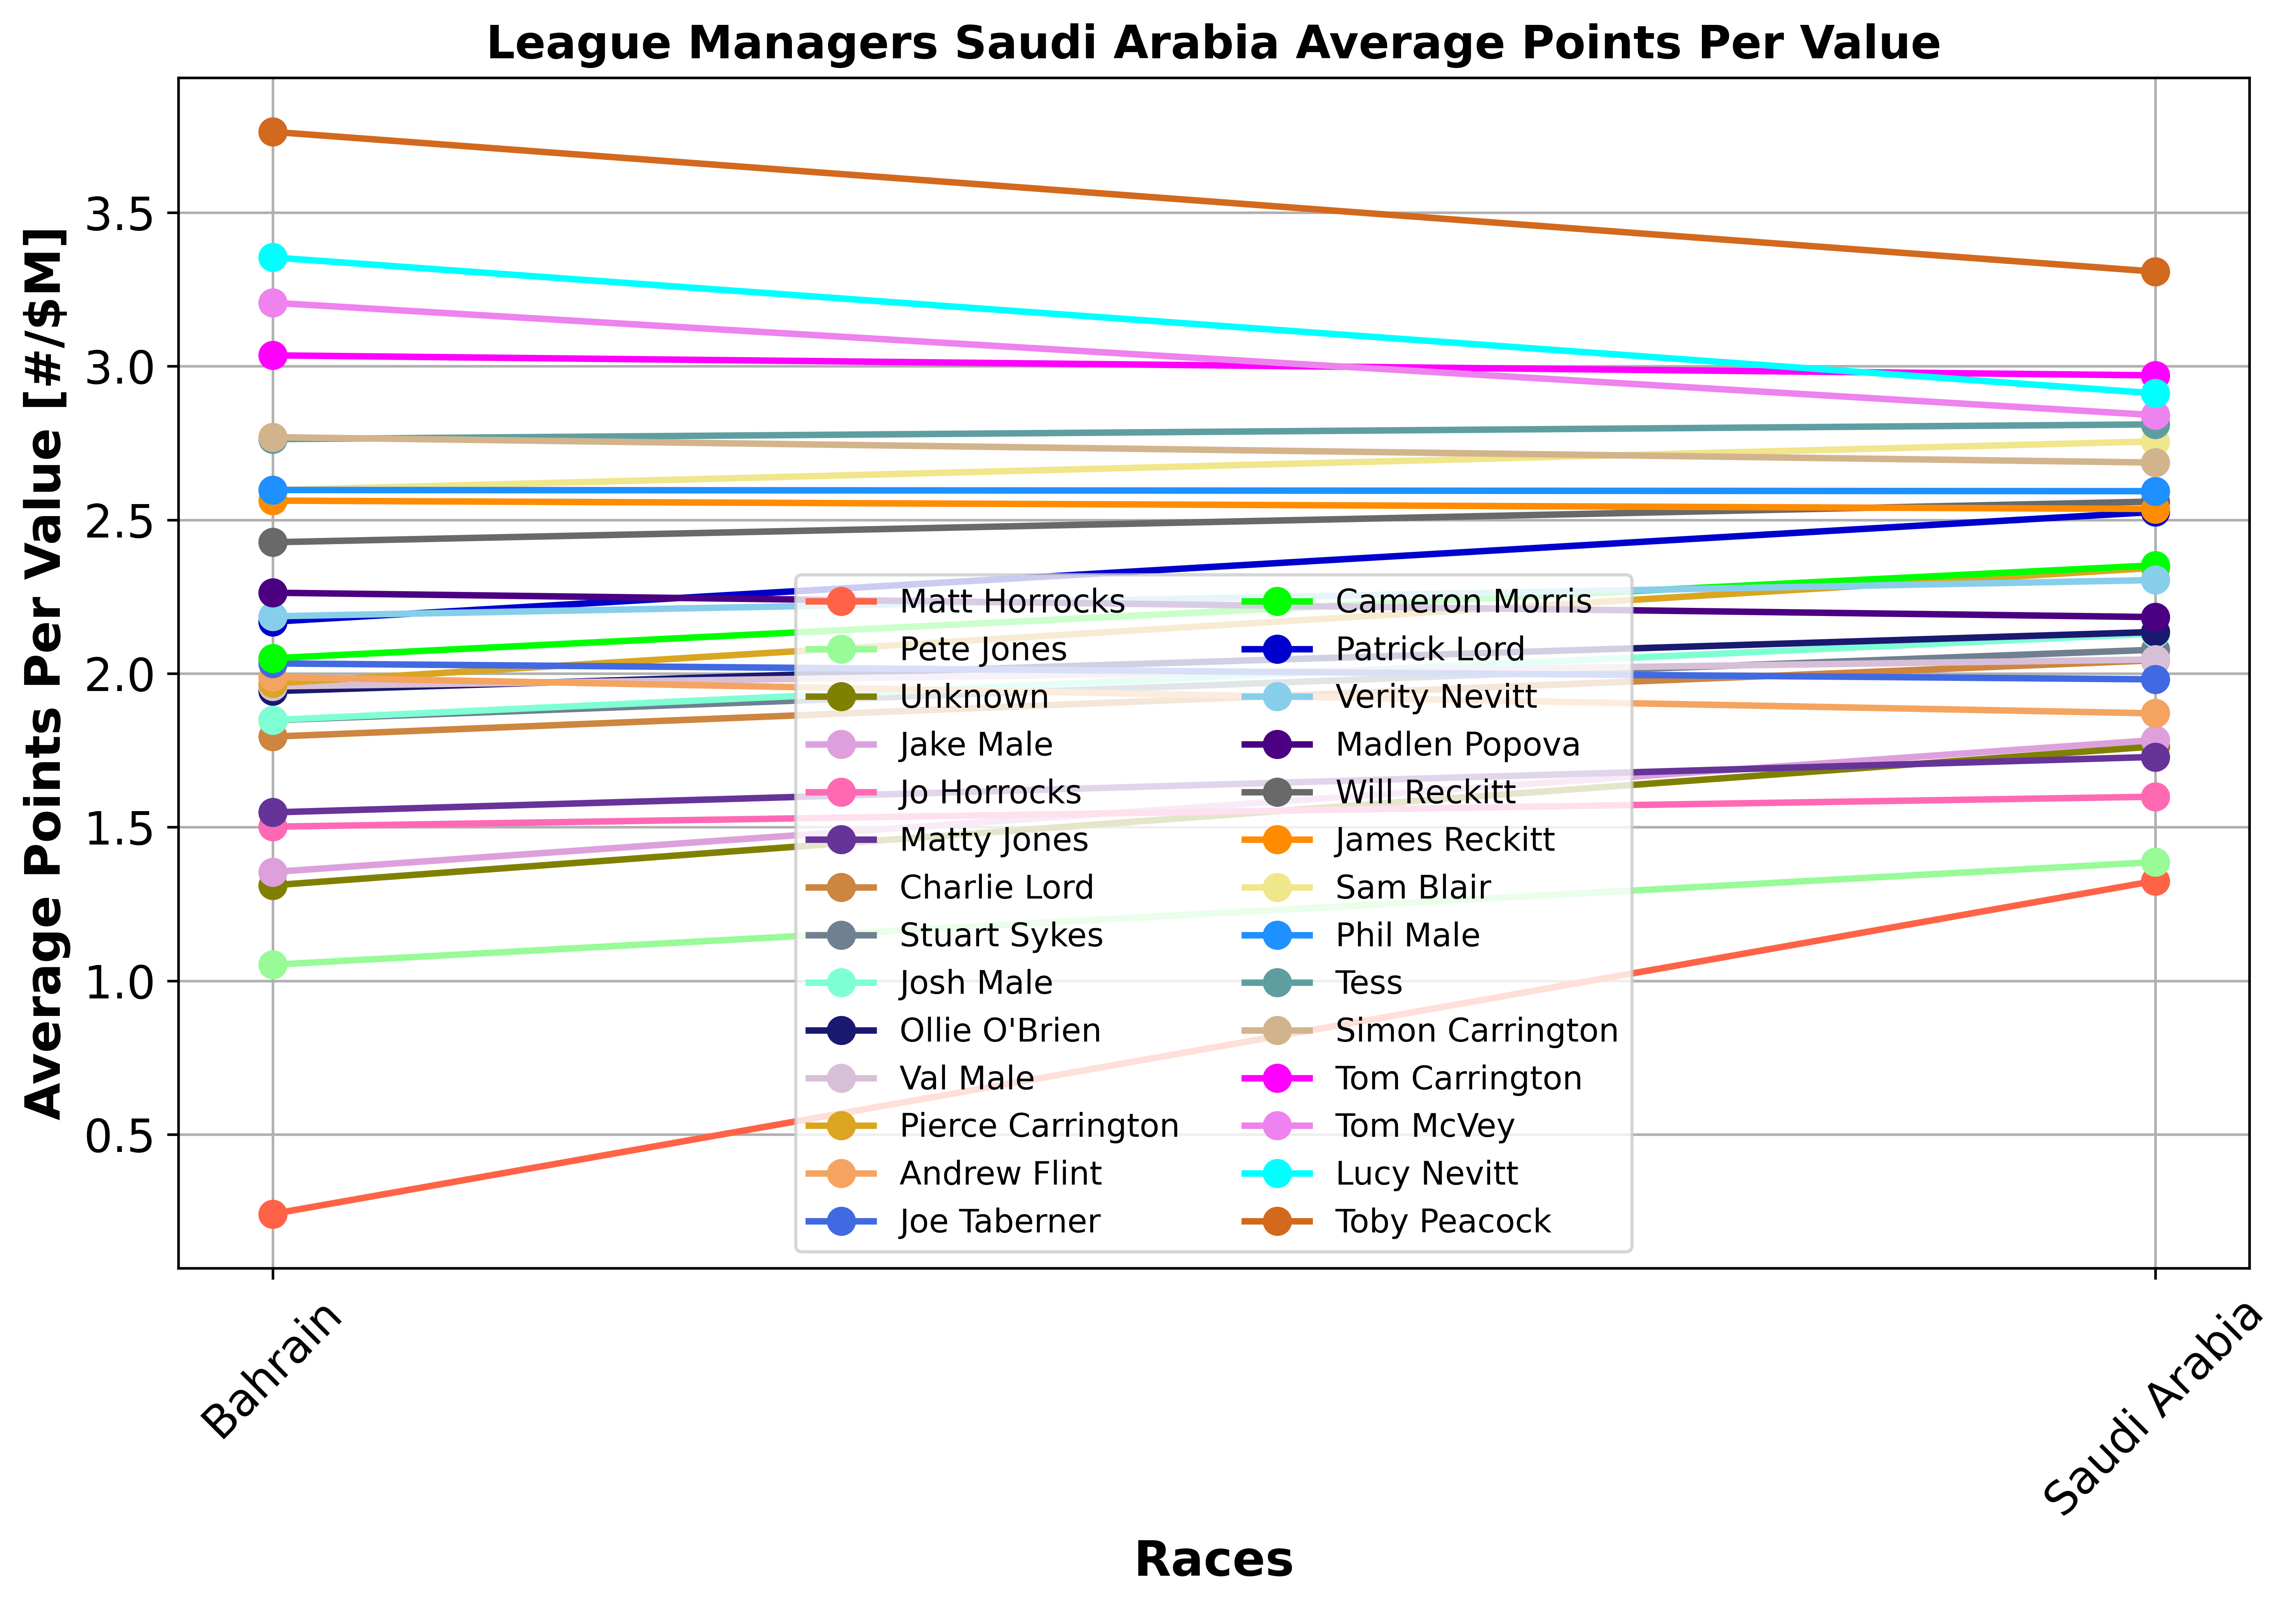 League Managers Saudi Arabia Average Points Per Value
Average Points Per Value [#/$M]
3.5
3.0
2.5
2.0
1.5
1.0
0.5
Matt Horrocks
Pete Jones
Unknown
Jake Male
Jo Horrocks
Matty Jones
Charlie Lord
Stuart Sykes
Josh Male
Ollie O'Brien
Val Male
Pierce Carrington
Andrew Flint
Joe Taberner
Cameron Morris
Patrick Lord
Verity Nevitt
Madlen Popova
Will Reckitt
James Reckitt
Sam Blair
Phil Male
Tess
Simon Carrington
Tom Carrington
Tom McVey
Lucy Nevitt
Toby Peacock
Bahrain
Saudi Arabia
Races